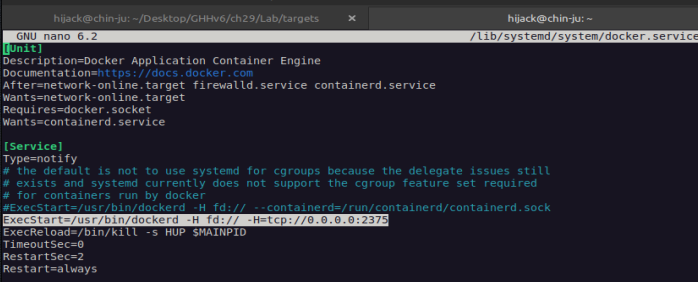 hijack@chin-ju: ~/Desktop/GHHv6/ch29/Lab/targets
hijack@chin-ju: ~
GNU nano 6.2 /lib/systemd/system/docker.service
[Unit]
Description=Docker Application Container Engine
Documentation=https://docs.docker.com
After=network-online.target firewalld.service containerd.service
Wants=network-online.target
Requires=docker.socket
Wants=containerd.service
[Service]
Type=notify
# the default is not to use systemd for cgroups because the delegate issues still
# exists and systemd currently does not support the cgroup feature set required
# for containers run by docker
#ExecStart=/usr/bin/dockerd -H fd:// --containerd=/run/containerd/containerd.sock
ExecStart=/usr/bin/dockerd -H fd:// -H=tcp://0.0.0.0:2375
ExecReload=/bin/kill -s HUP $MAINPID
TimeoutSec=0
RestartSec=2
Restart=always